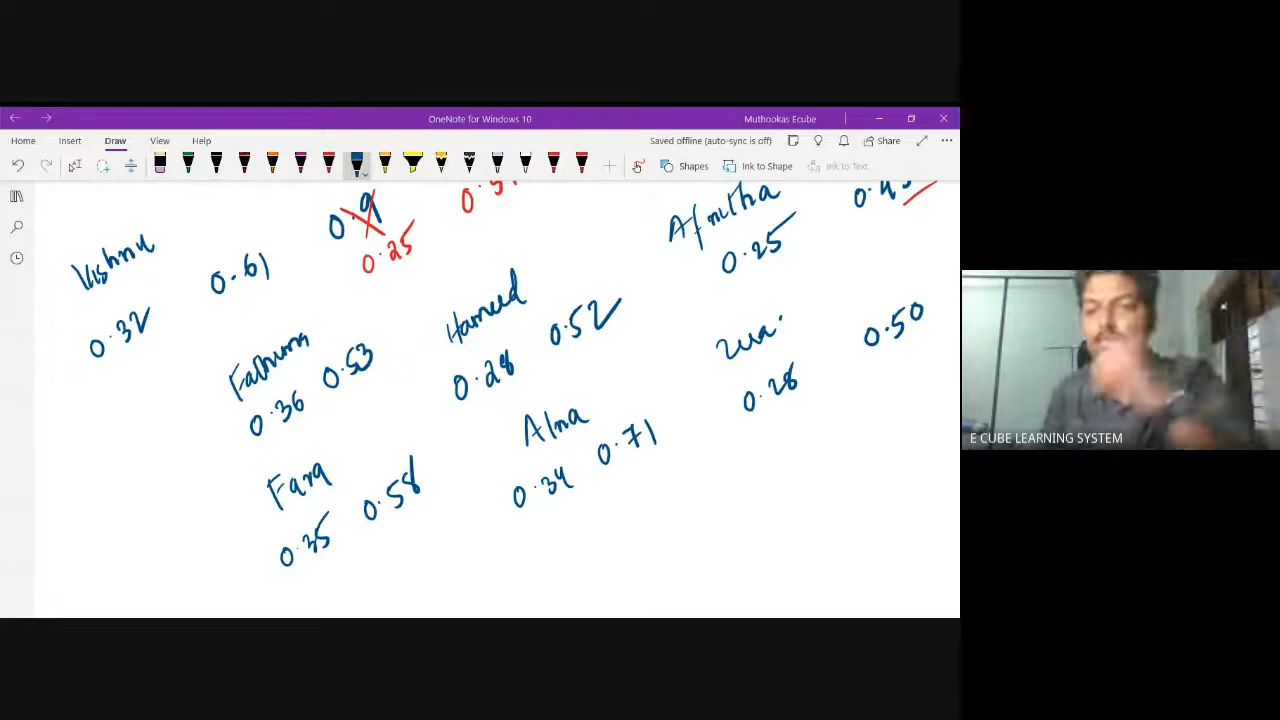 OneNote for Windows 10
Muthookas Ecube
Home Insert Draw View Help
Saved offline (auto-sync is off)
Share
Shapes
Ink to Shape
Ink to Text
0.9
0.25
0.25
Vishnu
0.61
0.32
Hameed
0.52
0.28
0.50
0.28
Fathima
0.53
0.36
Alna
0.71
0.34
Fara
0.58
0.35
E CUBE LEARNING SYSTEM